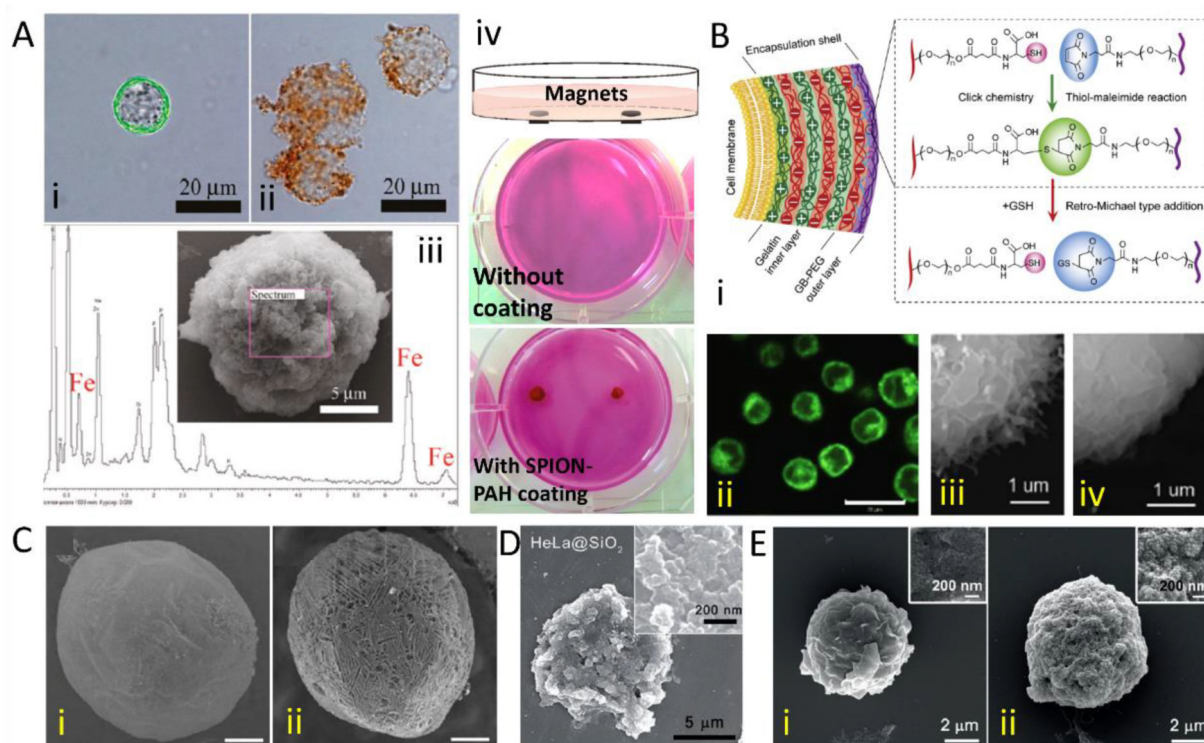 A
i
20 µm
ii
20 µm
iii
Spectrum
5 µm
Fe
Fe
Fe
iv
Magnets
Without
coating
With SPION-
PAH coating
B
Encapsulation shell
Cell membrane
Gelatin
inner layer
GB-PEG
outer layer
i
OH
SH
Click chemistry
Thiol-maleimide reaction
+GSH
Retro-Michael type addition
OH
SH
GS
ii
iii
1 um
iv
1 um
C
i
ii
D
HeLa@SiO₂
200 nm
5 µm
E
200 nm
i
2 µm
200 nm
ii
2 µm